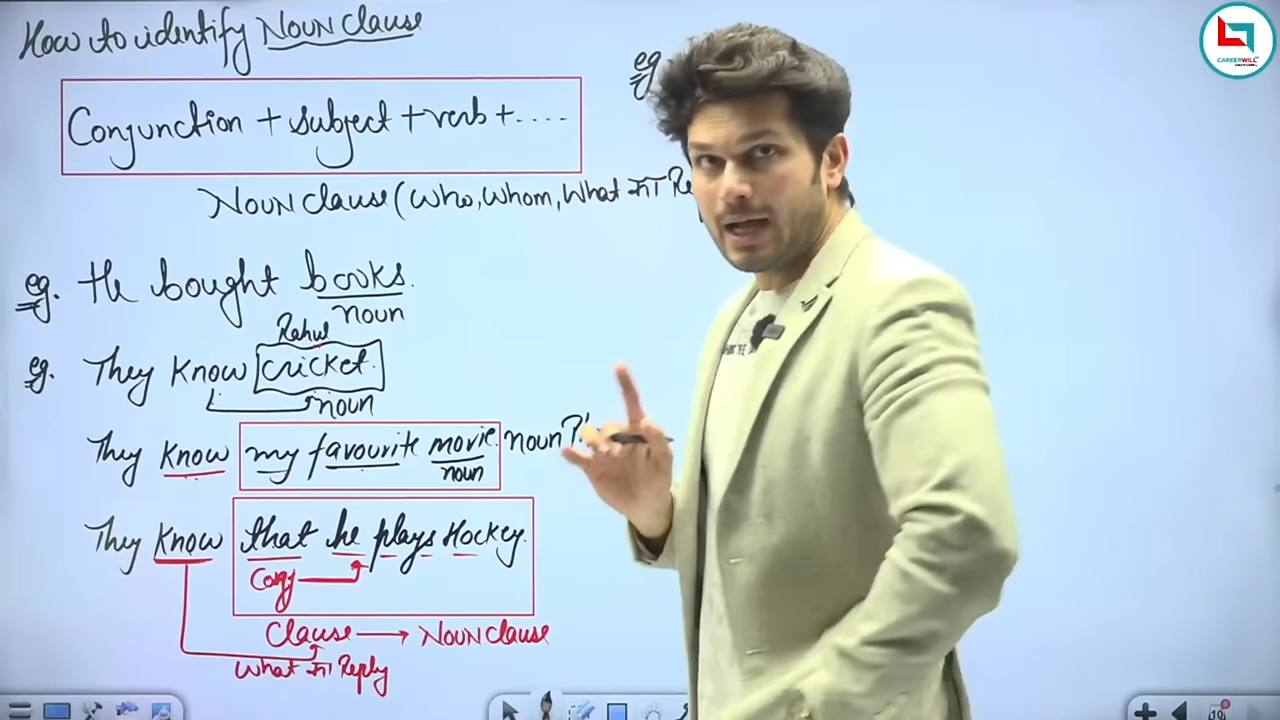 How to identify Noun clause
eg
CAREERWILL
Conjunction + subject + verb + ....
Noun clause (Who, Whom, What का Re
eg. He bought books.
noun
Rahul
eg. They know cricket.
noun
They know my favourite movie. noun?!
noun
They know that he plays Hockey.
Conj
Clause → Noun clause
What का Reply